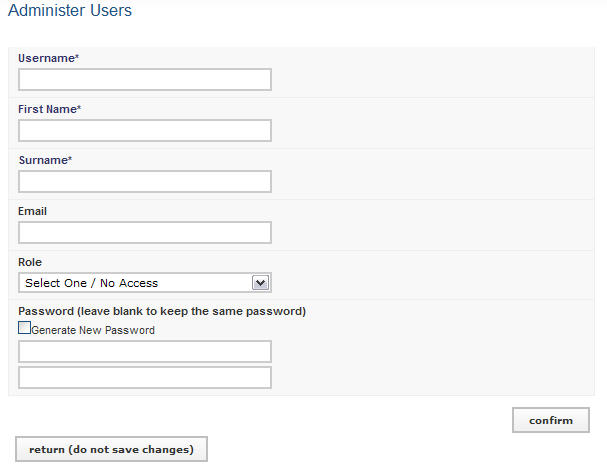 Administer Users
Username*
First Name*
Surname*
Email
Role
Select One / No Access
Password (leave blank to keep the same password)
Generate New Password
confirm
return (do not save changes)